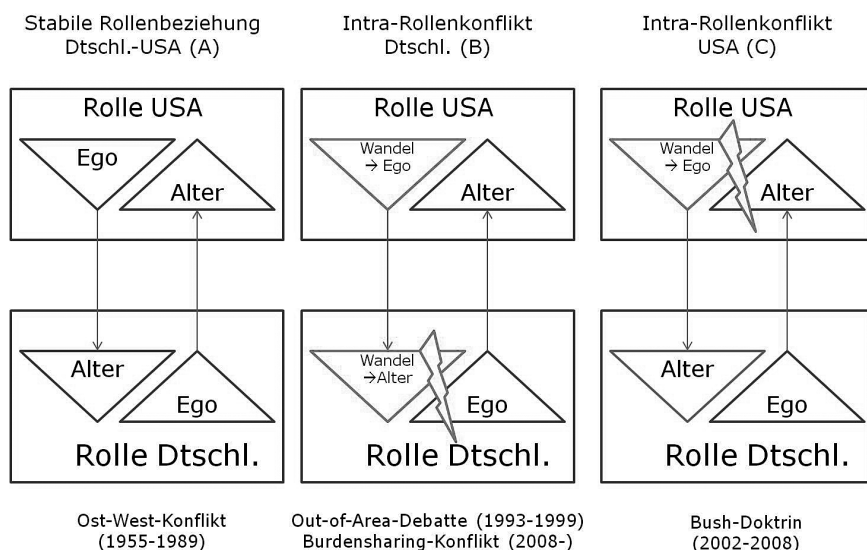 Stabile Rollenbeziehung
Dtschl.-USA (A)
Intra-Rollenkonflikt
Dtschl. (B)
Intra-Rollenkonflikt
USA (C)
Rolle USA
Ego
Alter
Alter
Ego
Rolle Dtschl.
Ost-West-Konflikt
(1955-1989)
Rolle USA
Wandel
→ Ego
Alter
Wandel
→Alter
Ego
Rolle Dtschl.
Out-of-Area-Debatte (1993-1999)
Burdensharing-Konflikt (2008-)
Rolle USA
Wandel
→ Ego
Alter
Alter
Ego
Rolle Dtschl.
Bush-Doktrin
(2002-2008)